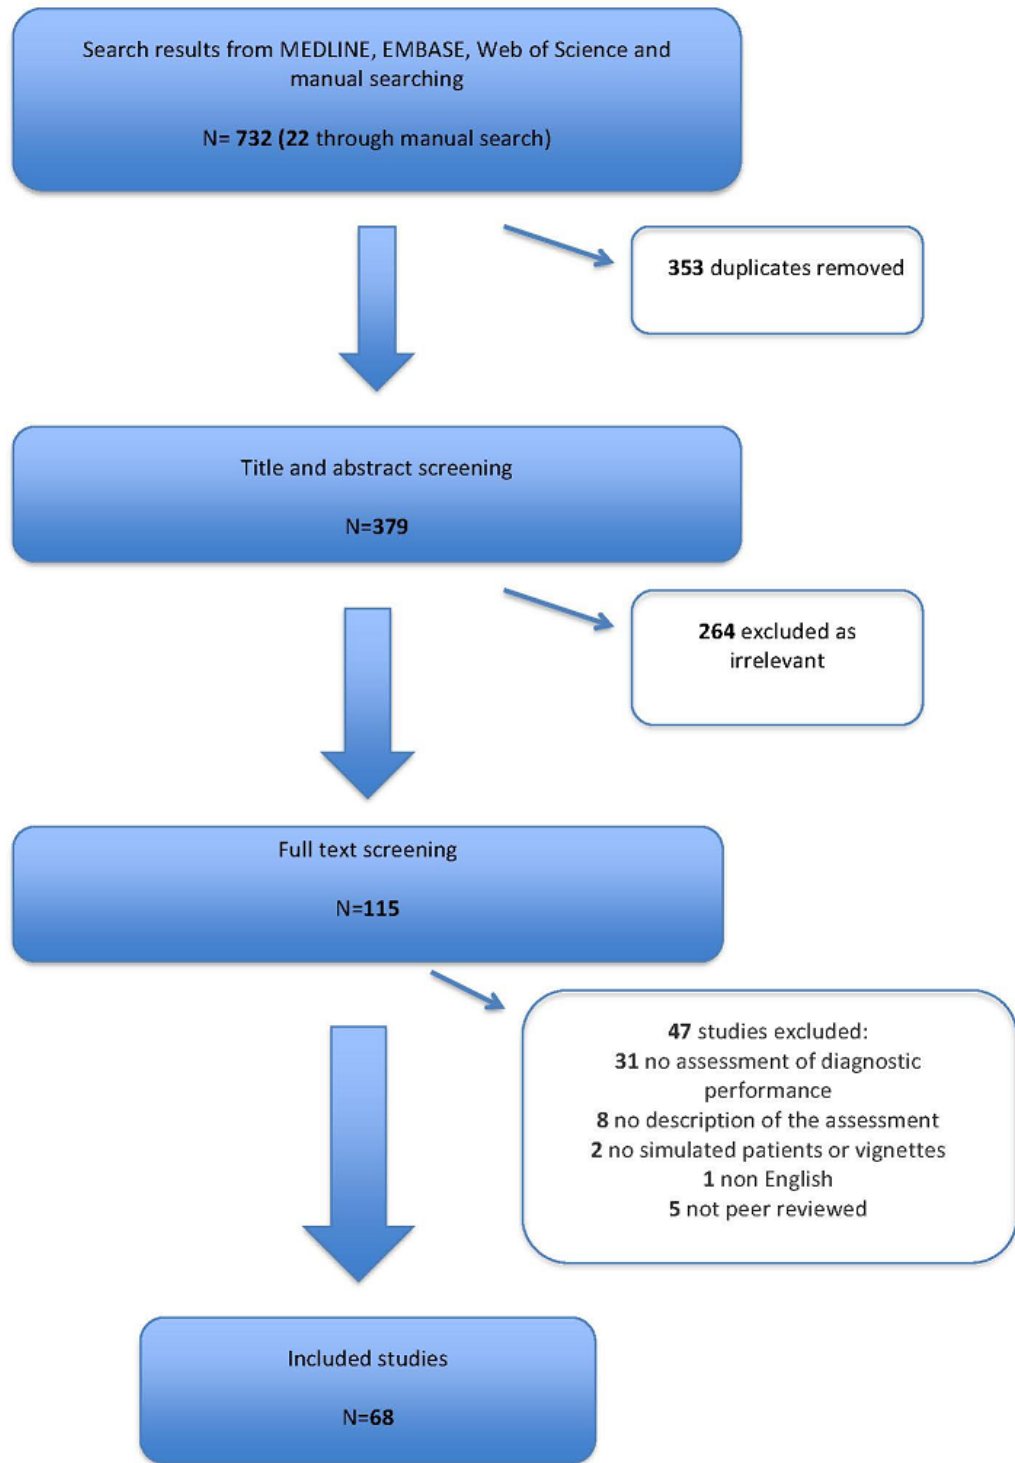 Search results from MEDLINE, EMBASE, Web of Science and
manual searching
N= 732 (22 through manual search)
353 duplicates removed
Title and abstract screening
N=379
264 excluded as
irrelevant
Full text screening
N=115
47 studies excluded:
31 no assessment of diagnostic
performance
8 no description of the assessment
2 no simulated patients or vignettes
1 non English
5 not peer reviewed
Included studies
N=68